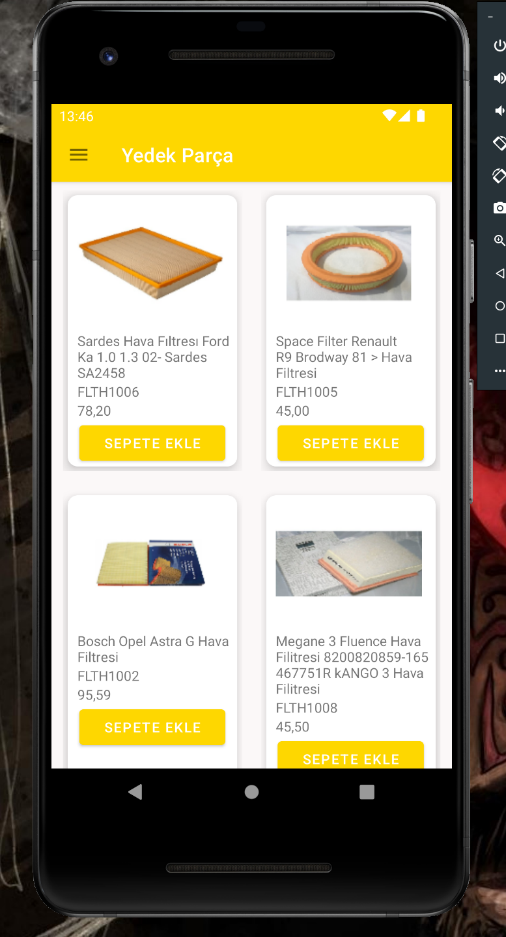 13:46
Yedek Parça
Sardes Hava Fıltresı Ford
Ka 1.0 1.3 02- Sardes
SA2458
FLTH1006
78,20
SEPETE EKLE
Space Filter Renault
R9 Brodway 81 > Hava
Filtresi
FLTH1005
45,00
SEPETE EKLE
Bosch Opel Astra G Hava
Filtresi
FLTH1002
95,59
SEPETE EKLE
Megane 3 Fluence Hava
Filitresi 8200820859-165
467751R kANGO 3 Hava
Filitresi
FLTH1008
45,50
SEPETE EKLE